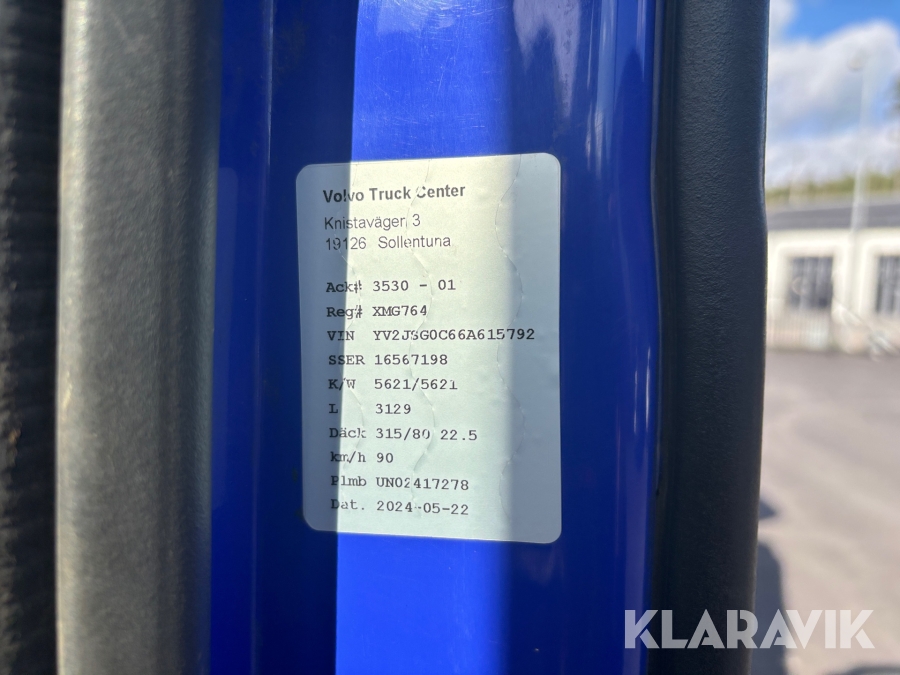 Volvo Truck Center
Knistavägen 3
19126 Sollentuna
Ack# 3530 - 01
Reg# XMG764
VIN YV2JSG0C66A615792
SSER 16567198
K/W 5621/5621
L 3129
Däck 315/80 22.5
km/h 90
Plmb UN02417278
Dat. 2024-05-22
KLARAVIK